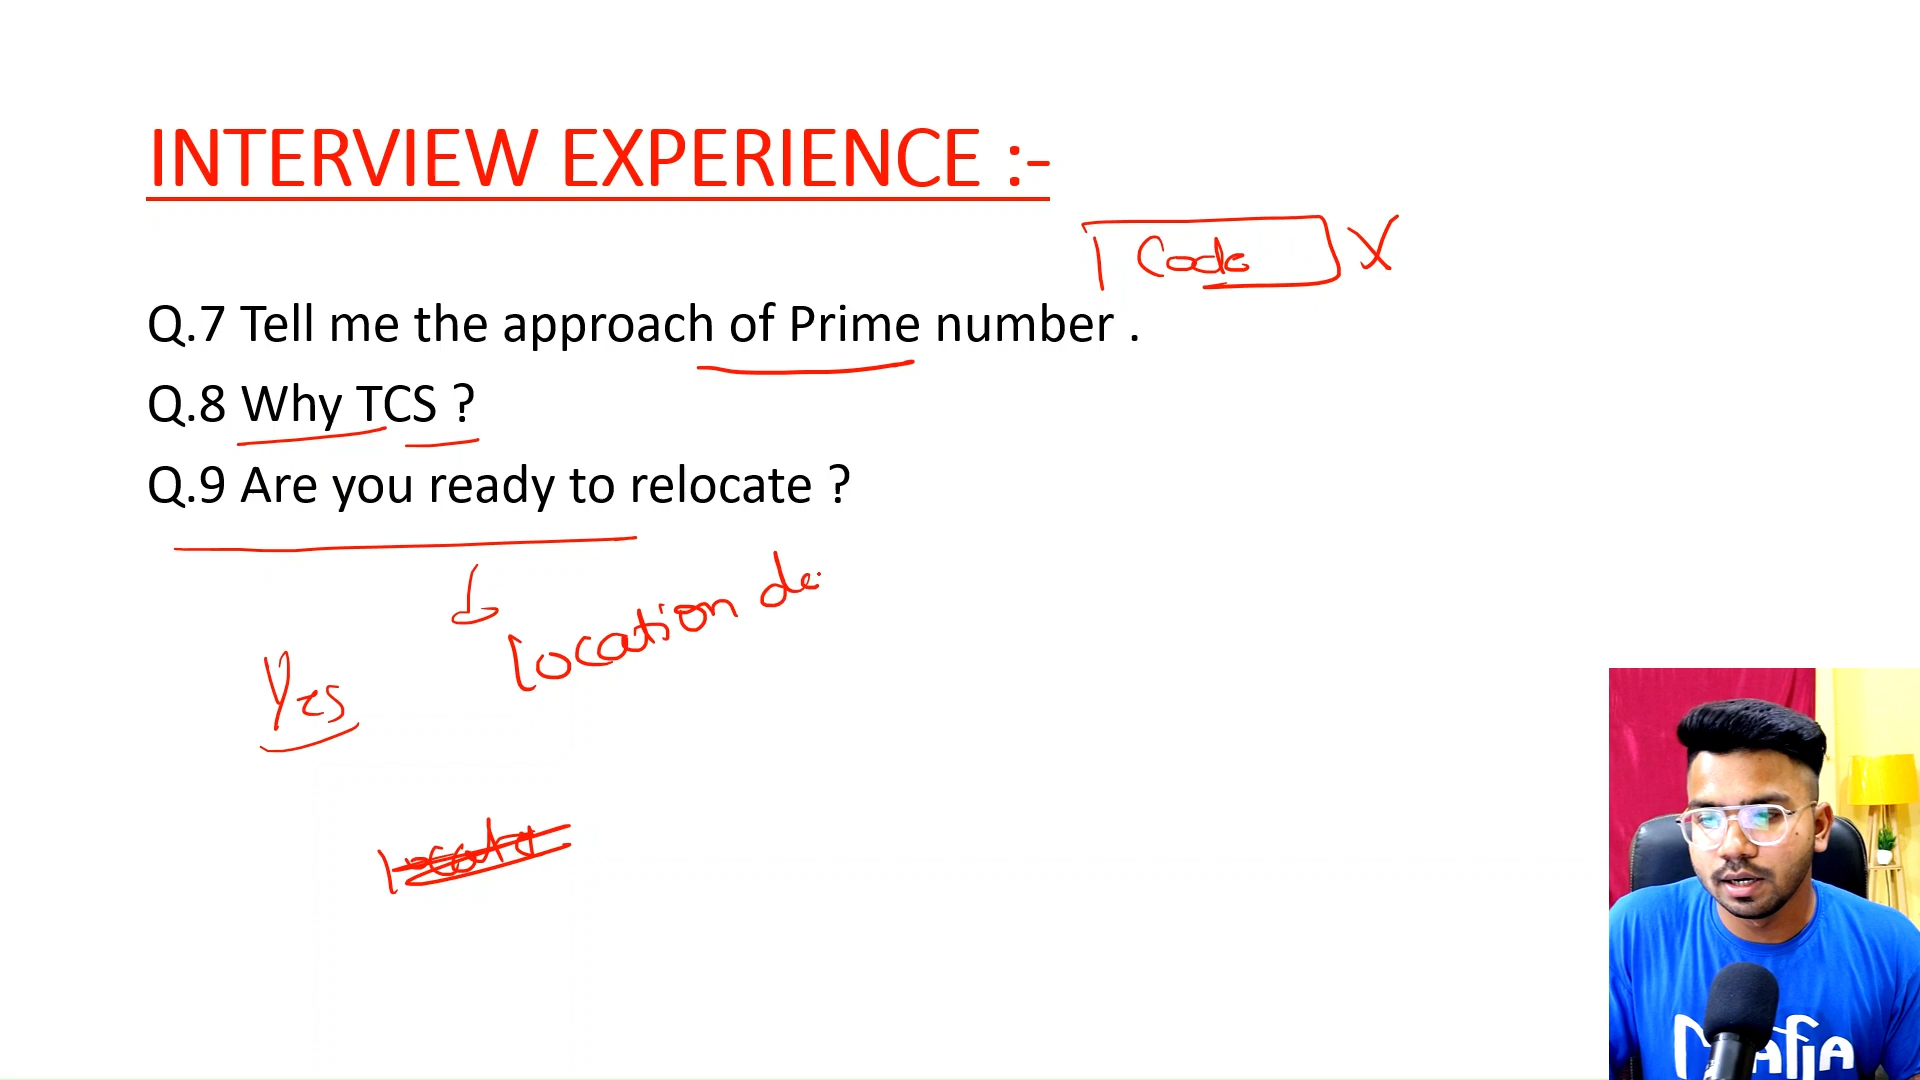 INTERVIEW EXPERIENCE :-
Code X
Q.7 Tell me the approach of Prime number .
Q.8 Why TCS ?
Q.9 Are you ready to relocate ?
location de
Yes